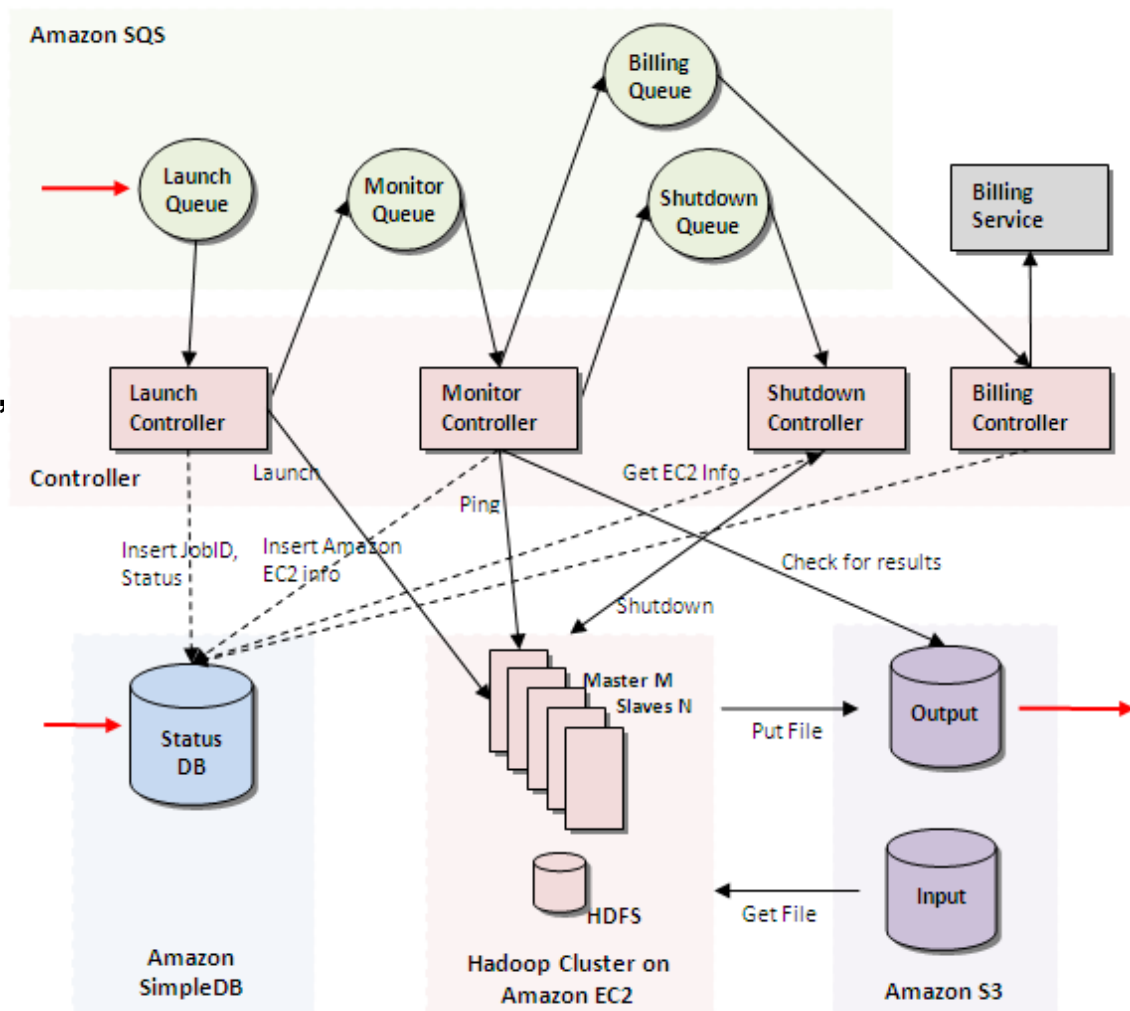 Amazon SQS
Billing
Queue
Launch
Queue
Monitor
Queue
Shutdown
Queue
Billing
Service
,
Launch
Controller
Monitor
Controller
Shutdown
Controller
Billing
Controller
Controller
Launch
Ping
Get EC2 Info
Insert JobID,
Status
Insert Amazon
EC2 info
Check for results
Shutdown
Master M
Slaves N
Status
DB
Put File
Output
HDFS
Get File
Input
Amazon
SimpleDB
Hadoop Cluster on
Amazon EC2
Amazon S3